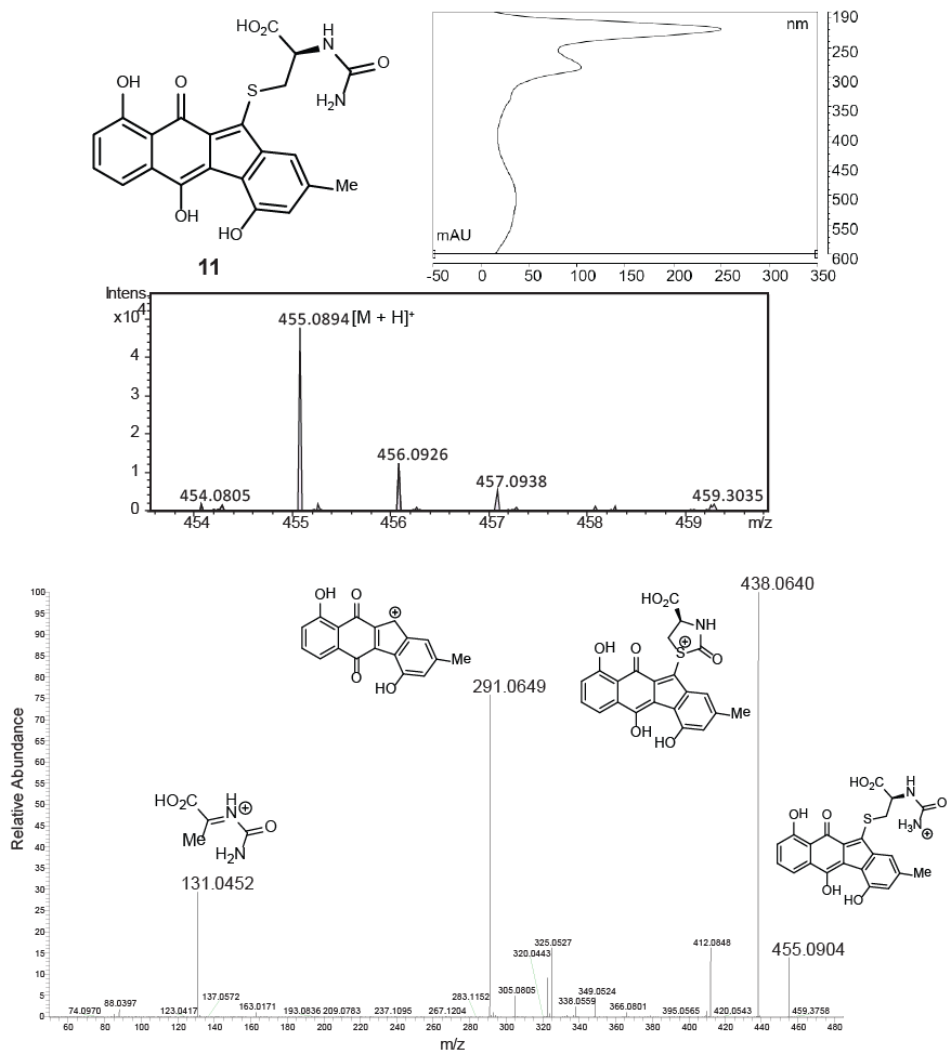 HO₂C
H
N
O
H₂N
S
OH
O
Me
OH
HO
11
nm
190
250
300
350
400
450
500
550
600
mAU
-50 0 50 100 150 200 250 300 350
Intens
x10⁴
4
3
2
1
0
455.0894 [M + H]⁺
456.0926
457.0938
454.0805
459.3035
454 455 456 457 458 459 m/z
Relative Abundance
100
95
90
85
80
75
70
65
60
55
50
45
40
35
30
25
20
15
10
5
0
438.0640
OH
O
Me
O
HO
291.0649
HO₂C
NH
S
O
OH
O
Me
OH
HO
HO₂C
H
N
Me
O
H₂N
131.0452
HO₂C
H
N
O
S
H₃N
OH
O
Me
OH
HO
455.0904
325.0527
320.0443
412.0848
305.0805
349.0524
338.0559
283.1152
366.0801
137.0572
88.0397
163.0171
74.0970
123.0417
193.0836
209.0783
237.1095
267.1204
395.0565
420.0543
459.3758
60 80 100 120 140 160 180 200 220 240 260 280 300 320 340 360 380 400 420 440 460 480
m/z